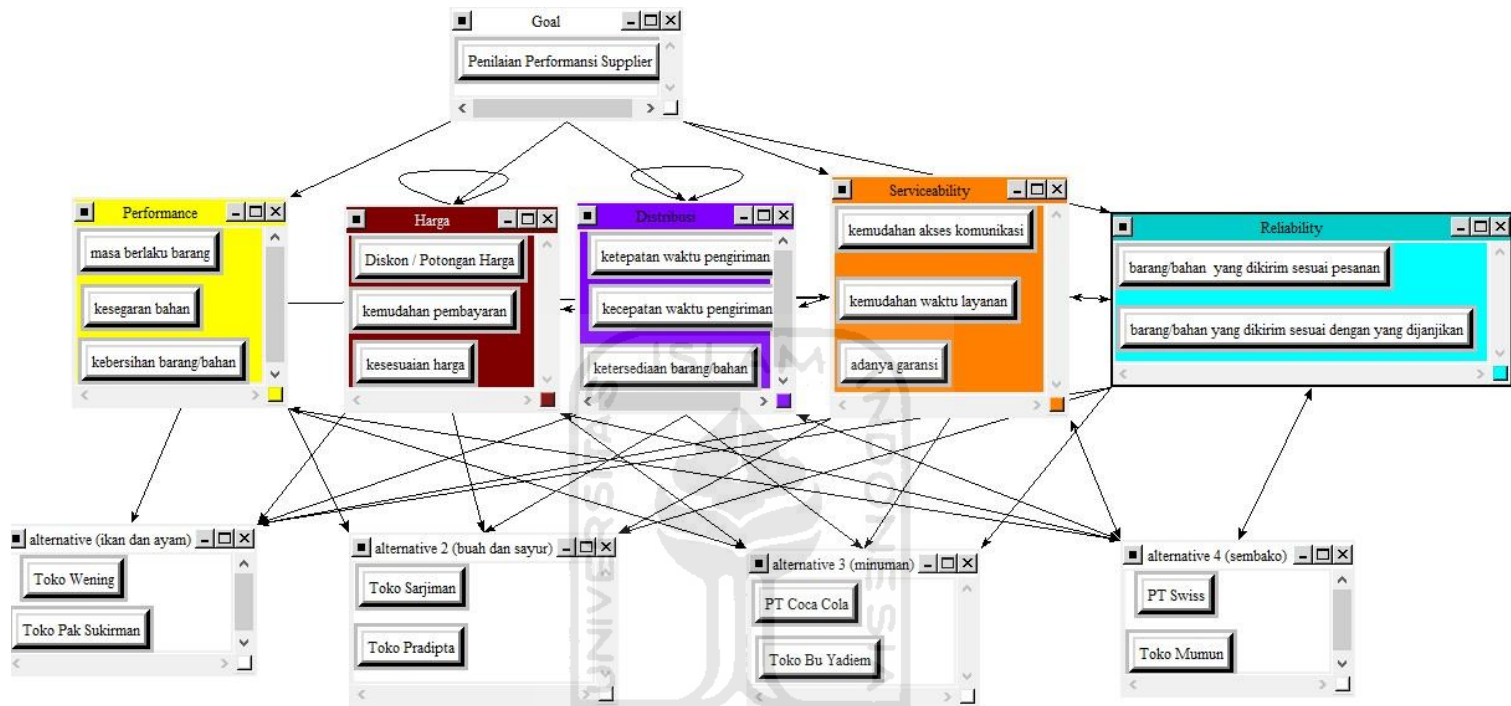 Goal
Penilaian Performansi Supplier
Performance
masa berlaku barang
kesegaran bahan
kebersihan barang/bahan
Harga
Diskon / Potongan Harga
kemudahan pembayaran
kesesuaian harga
Distribusi
ketepatan waktu pengiriman
kecepatan waktu pengiriman
ketersediaan barang/bahan
Serviceability
kemudahan akses komunikasi
kemudahan waktu layanan
adanya garansi
Reliability
barang/bahan yang dikirim sesuai pesanan
barang/bahan yang dikirim sesuai dengan yang dijanjikan
alternative (ikan dan ayam)
Toko Wening
Toko Pak Sukirman
alternative 2 (buah dan sayur)
Toko Sarjiman
Toko Pradipta
alternative 3 (minuman)
PT Coca Cola
Toko Bu Yadiem
alternative 4 (sembako)
PT Swiss
Toko Mumun
UNIVERSITAS
ISLAM
INDONESIA